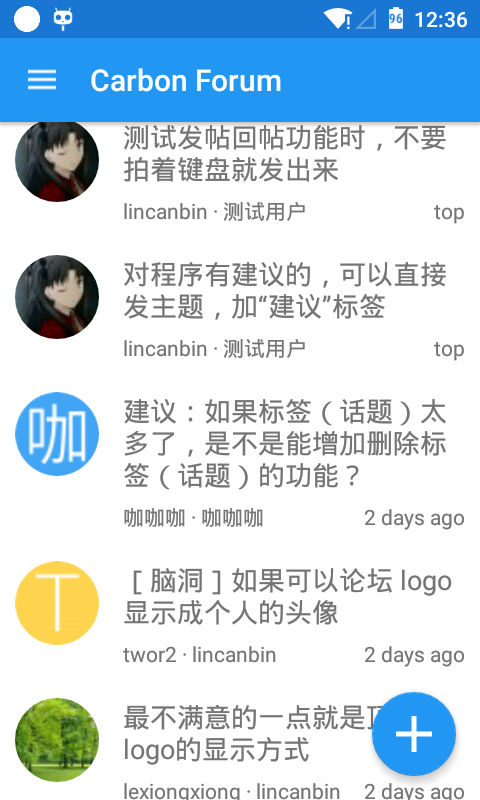 96 12:36
Carbon Forum
测试发帖回帖功能时，不要
拍着键盘就发出来
lincanbin · 测试用户 top
对程序有建议的，可以直接
发主题，加“建议”标签
lincanbin · 测试用户 top
咖
建议：如果标签（话题）太
多了，是不是能增加删除标
签（话题）的功能？
咖咖咖 · 咖咖咖 2 days ago
T
［脑洞］如果可以论坛 logo
显示成个人的头像
twor2 · lincanbin 2 days ago
最不满意的一点就是
logo的显示方式
lexiongxiong · lincanbin 2 days ago